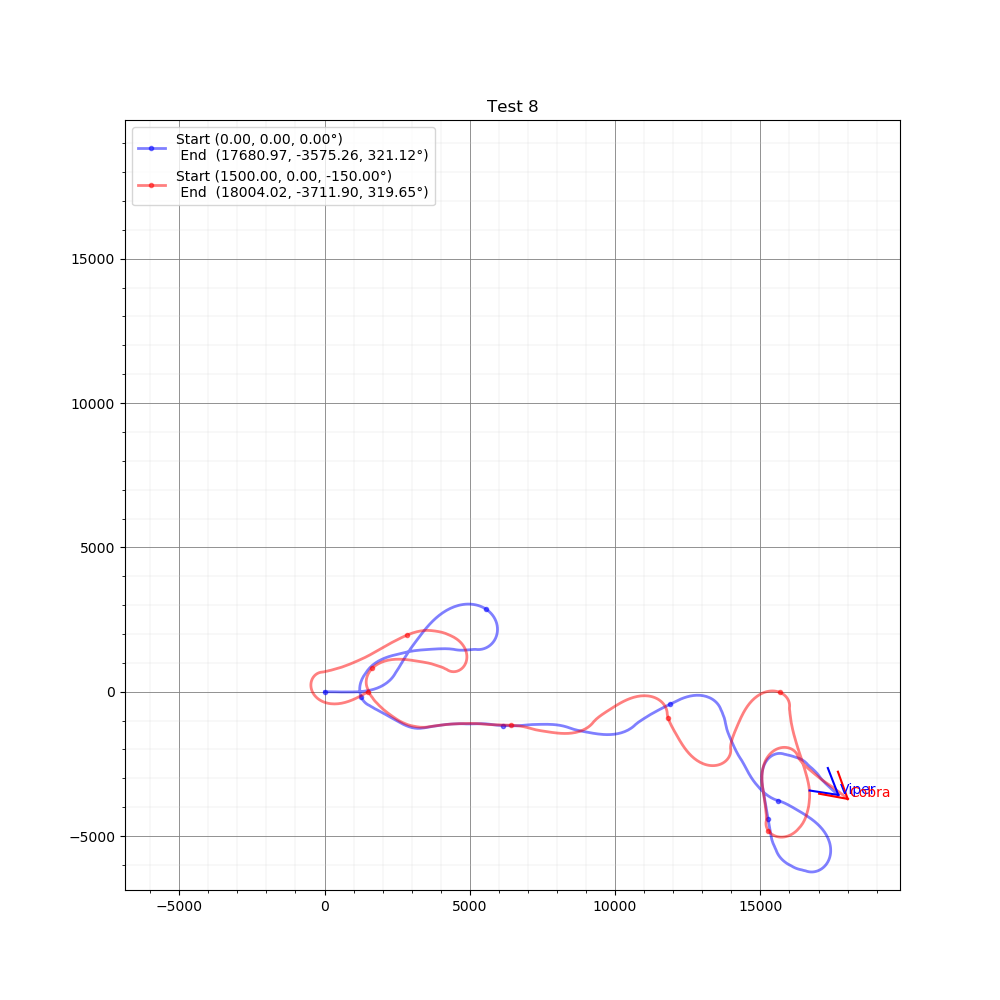 Test 8
Start (0.00, 0.00, 0.00°)
End (17680.97, -3575.26, 321.12°)
Start (1500.00, 0.00, -150.00°)
End (18004.02, -3711.90, 319.65°)
15000
10000
5000
0
−5000
Viper
Cobra
−5000
0
5000
10000
15000